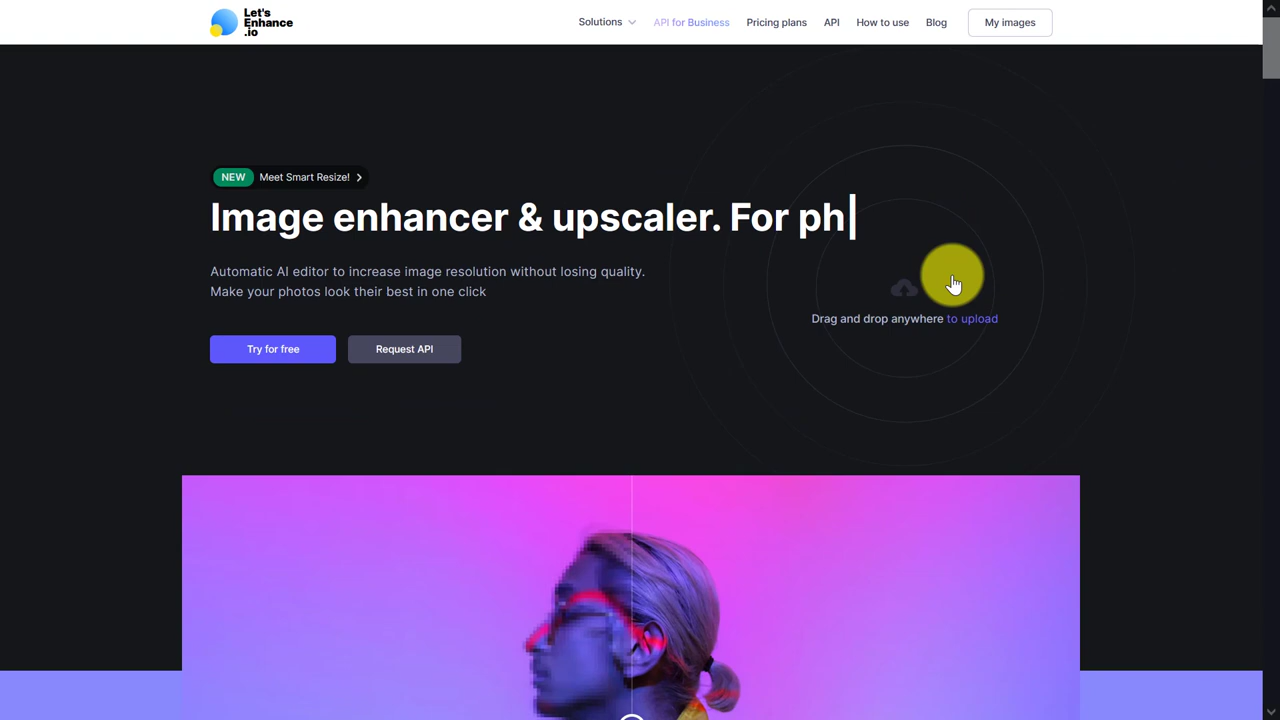 Let's
Enhance
.io
Solutions
API for Business
Pricing plans
API
How to use
Blog
My images
NEW Meet Smart Resize!
Image enhancer & upscaler. For ph
Automatic AI editor to increase image resolution without losing quality.
Make your photos look their best in one click
Drag and drop anywhere to upload
Try for free
Request API